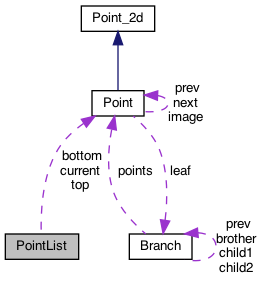 Point_2d
Point
prev
next
image
bottom
current
top
points
leaf
PointList
Branch
prev
brother
child1
child2